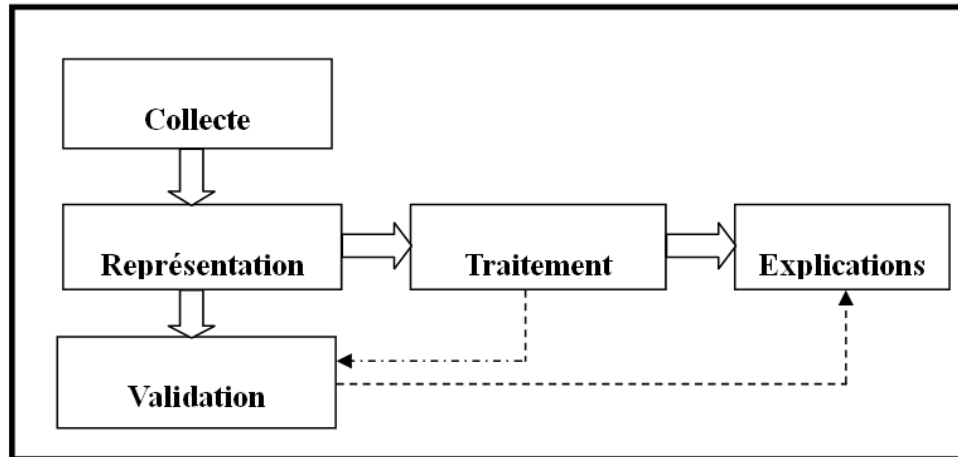 Collecte
Représentation
Traitement
Explications
Validation